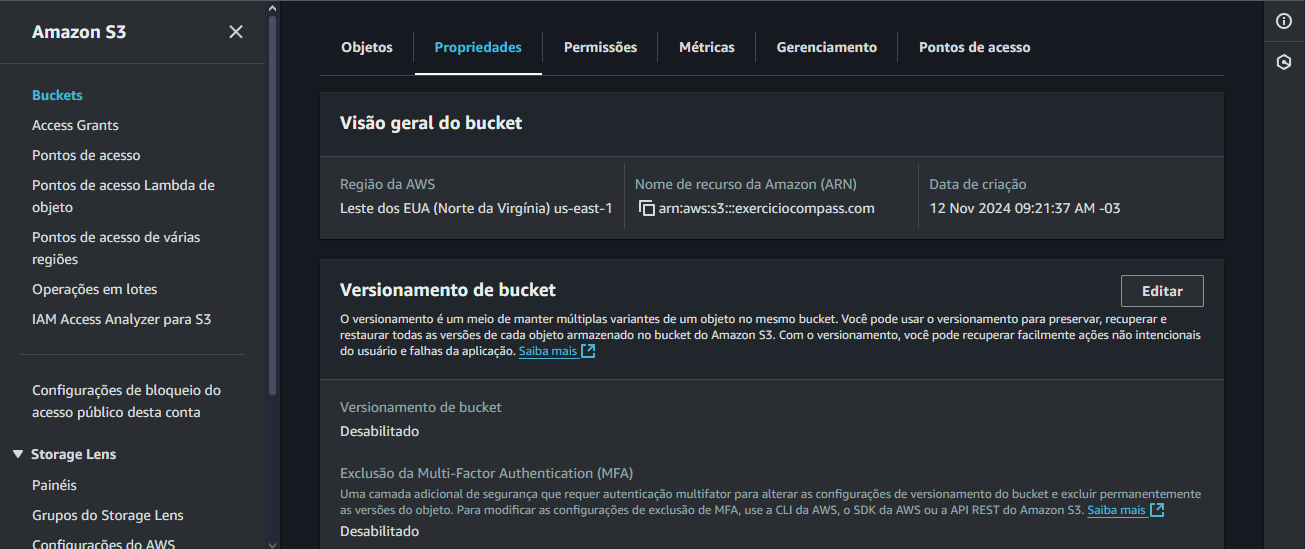 Amazon S3
Buckets
Access Grants
Pontos de acesso
Pontos de acesso Lambda de
objeto
Pontos de acesso de várias
regiões
Operações em lotes
IAM Access Analyzer para S3
Configurações de bloqueio do
acesso público desta conta
Storage Lens
Painéis
Grupos do Storage Lens
Configurações do AWS
Objetos
Propriedades
Permissões
Métricas
Gerenciamento
Pontos de acesso
Visão geral do bucket
Região da AWS
Leste dos EUA (Norte da Virgínia) us-east-1
Nome de recurso da Amazon (ARN)
arn:aws:s3:::exerciciocompass.com
Data de criação
12 Nov 2024 09:21:37 AM -03
Versionamento de bucket
Editar
O versionamento é um meio de manter múltiplas variantes de um objeto no mesmo bucket. Você pode usar o versionamento para preservar, recuperar e
restaurar todas as versões de cada objeto armazenado no bucket do Amazon S3. Com o versionamento, você pode recuperar facilmente ações não intencionais
do usuário e falhas da aplicação. Saiba mais
Versionamento de bucket
Desabilitado
Exclusão da Multi-Factor Authentication (MFA)
Uma camada adicional de segurança que requer autenticação multifator para alterar as configurações de versionamento do bucket e excluir permanentemente
as versões do objeto. Para modificar as configurações de exclusão de MFA, use a CLI da AWS, o SDK da AWS ou a API REST do Amazon S3. Saiba mais
Desabilitado